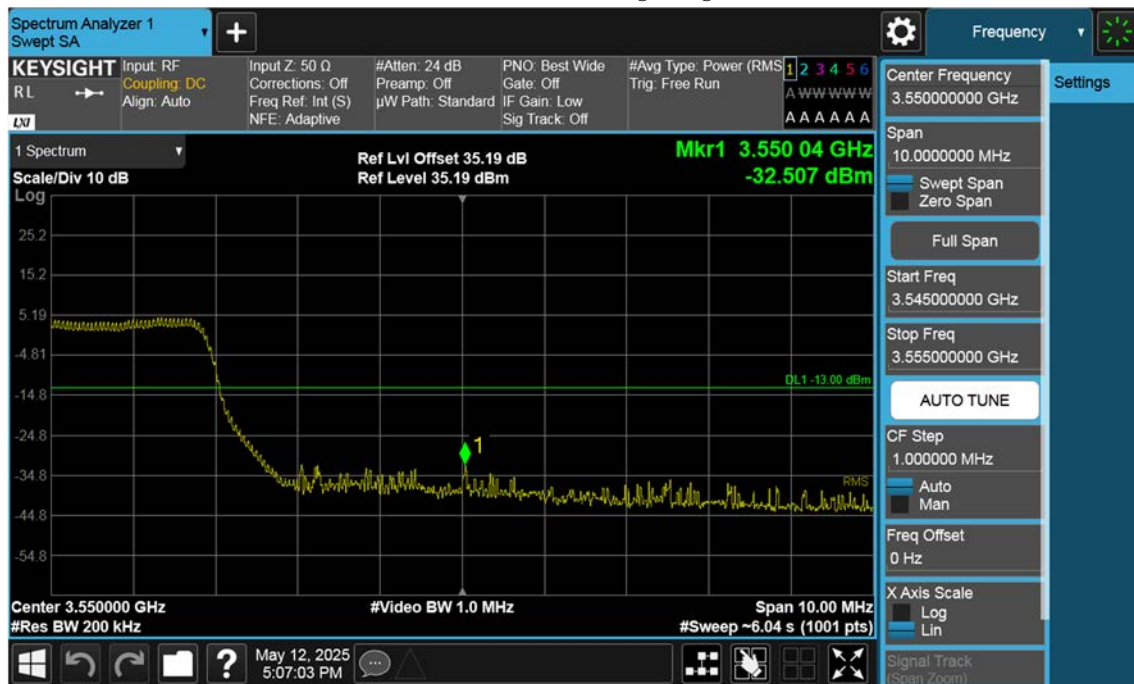 Spectrum Analyzer 1
Swept SA
+
Frequency
KEYSIGHT
RL
LXI
Input: RF
Coupling: DC
Align: Auto
Input Z: 50 Ω
Corrections: Off
Freq Ref: Int (S)
NFE: Adaptive
#Atten: 24 dB
Preamp: Off
µW Path: Standard
PNO: Best Wide
Gate: Off
IF Gain: Low
Sig Track: Off
#Avg Type: Power (RMS
Trig: Free Run
1 2 3 4 5 6
A W W W W W
A A A A A A
1 Spectrum
Scale/Div 10 dB
Log
Ref Lvl Offset 35.19 dB
Ref Level 35.19 dBm
Mkr1 3.550 04 GHz
-32.507 dBm
25.2
15.2
5.19
-4.81
-14.8
-24.8
-34.8
-44.8
-54.8
DL1 -13.00 dBm
1
RMS
Center 3.550000 GHz
#Res BW 200 kHz
#Video BW 1.0 MHz
Span 10.00 MHz
#Sweep ~6.04 s (1001 pts)
Center Frequency
3.550000000 GHz
Settings
Span
10.0000000 MHz
Swept Span
Zero Span
Full Span
Start Freq
3.545000000 GHz
Stop Freq
3.555000000 GHz
AUTO TUNE
CF Step
1.000000 MHz
Auto
Man
Freq Offset
0 Hz
X Axis Scale
Log
Lin
Signal Track
(Span Zoom)
?
May 12, 2025
5:07:03 PM